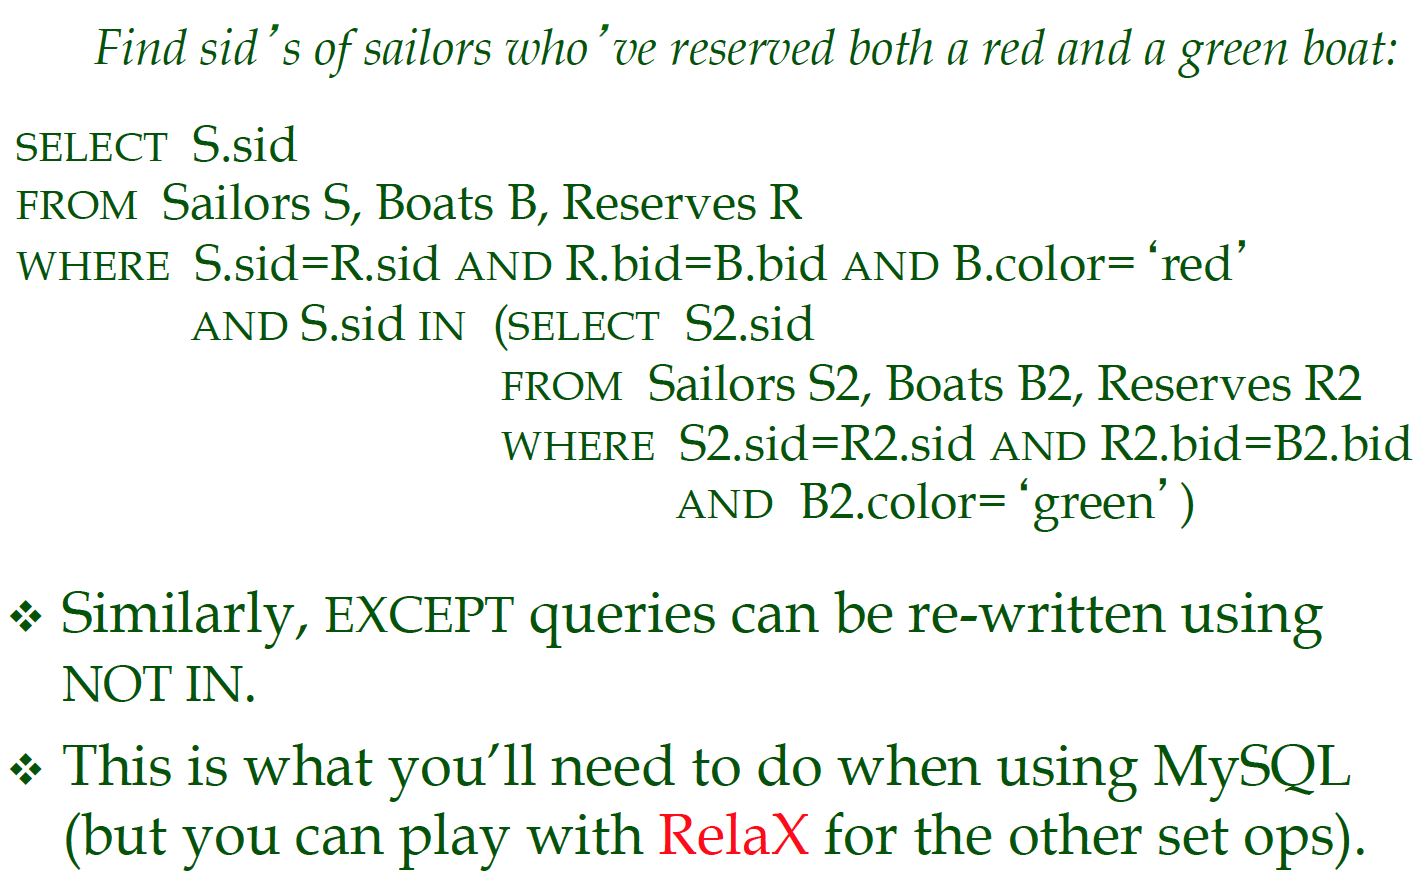 Find sid’s of sailors who’ve reserved both a red and a green boat:
SELECT S.sid
FROM Sailors S, Boats B, Reserves R
WHERE S.sid=R.sid AND R.bid=B.bid AND B.color= ‘red’
AND S.sid IN (SELECT S2.sid
FROM Sailors S2, Boats B2, Reserves R2
WHERE S2.sid=R2.sid AND R2.bid=B2.bid
AND B2.color= ‘green’ )
❖ Similarly, EXCEPT queries can be re-written using
NOT IN.
❖ This is what you’ll need to do when using MySQL
(but you can play with RelaX for the other set ops).